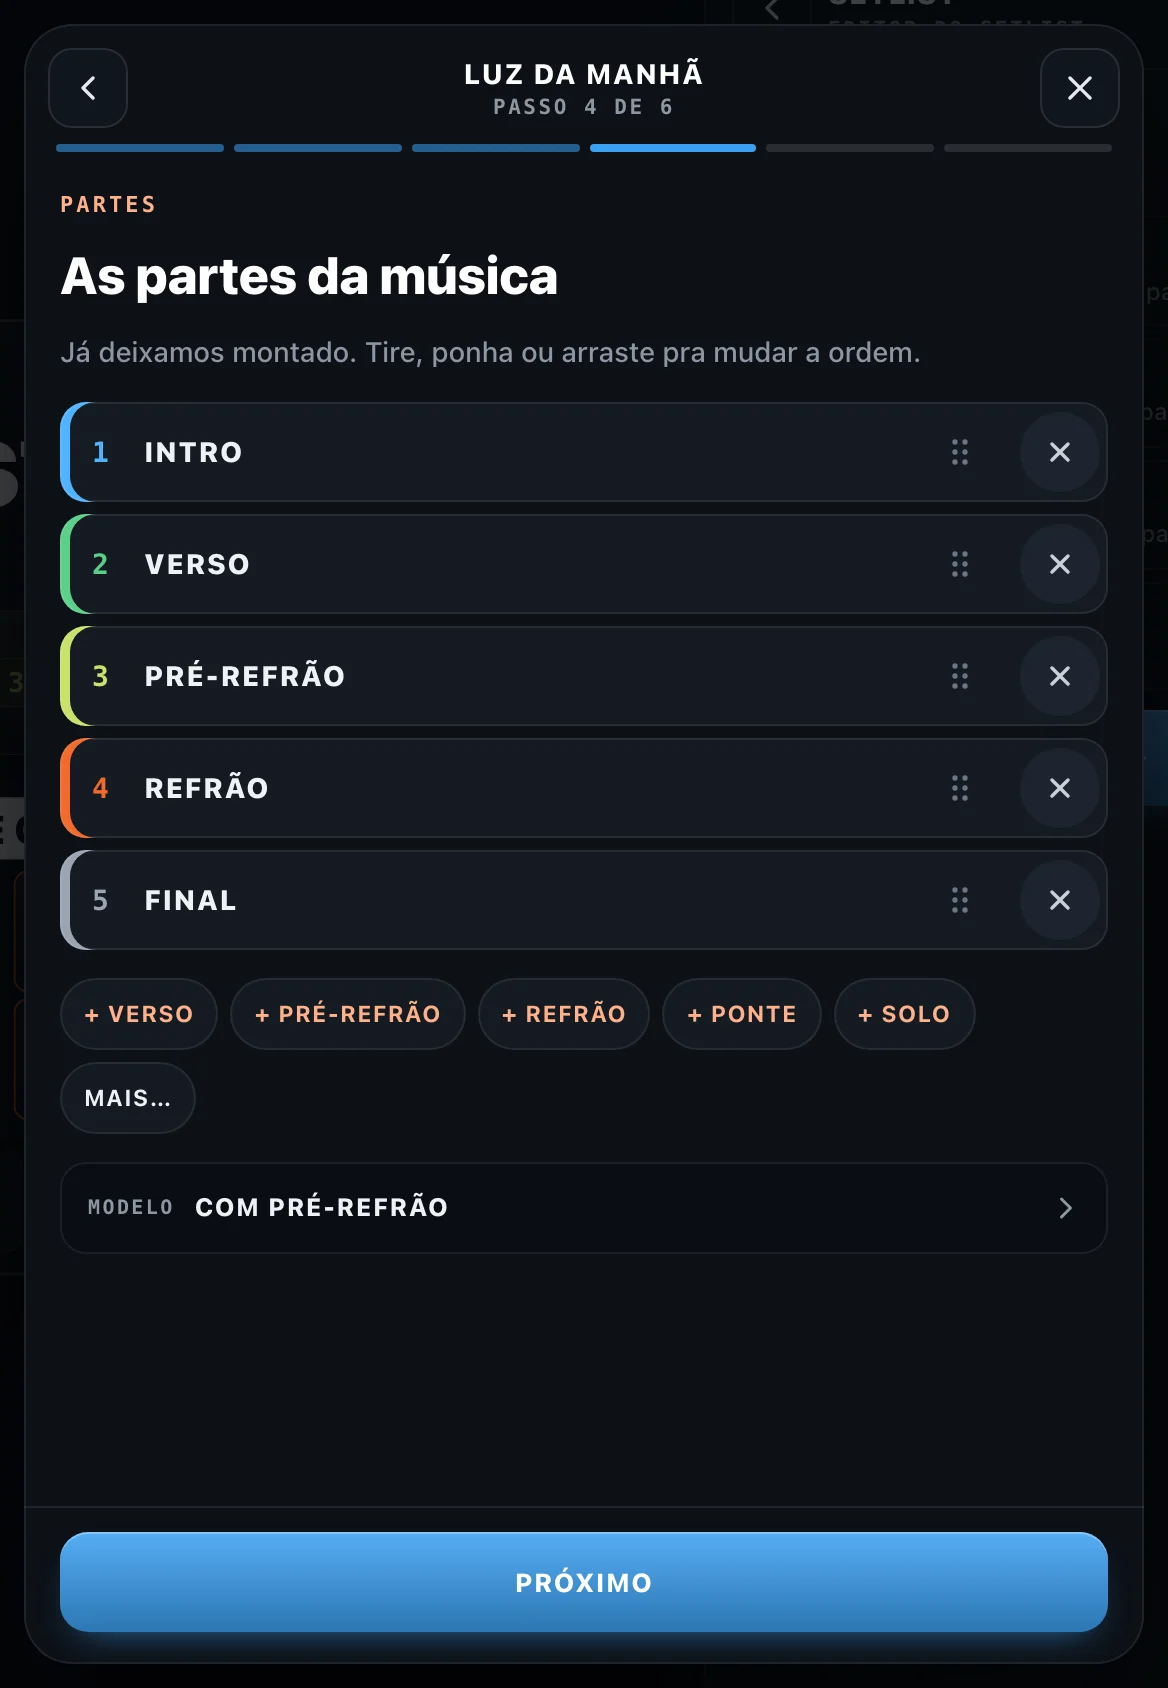 LUZ DA MANHÃ
PASSO 4 DE 6
PARTES
As partes da música
Já deixamos montado. Tire, ponha ou arraste pra mudar a ordem.
1 INTRO
2 VERSO
3 PRÉ-REFRÃO
4 REFRÃO
5 FINAL
+ VERSO + PRÉ-REFRÃO + REFRÃO + PONTE + SOLO
MAIS...
MODELO COM PRÉ-REFRÃO
PRÓXIMO